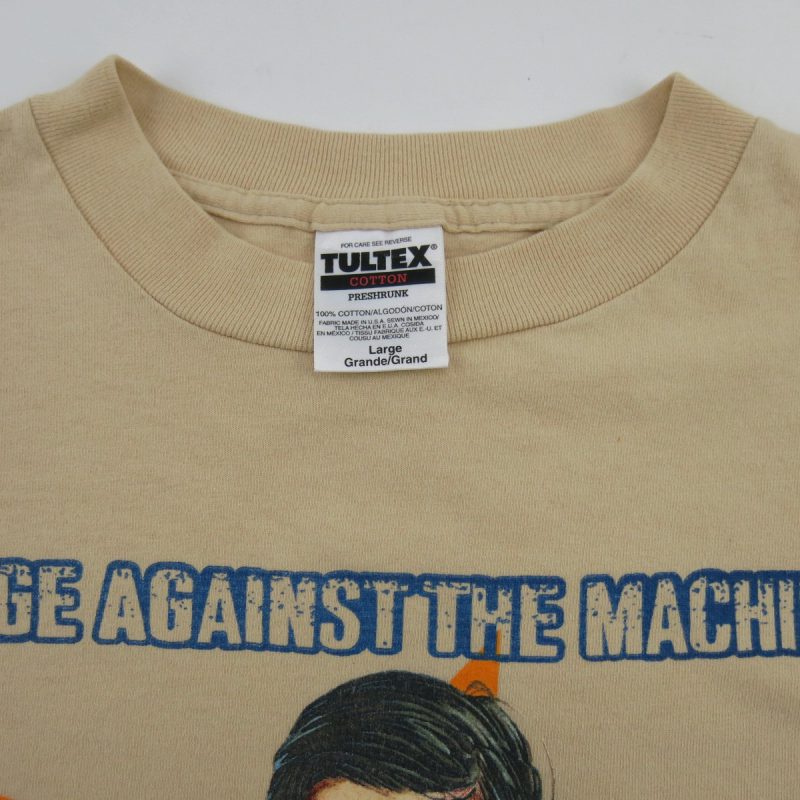 FOR CARE SEE REVERSE
TULTEX®
COTTON
PRESHRUNK
100% COTTON/ALGODÓN/COTON
FABRIC MADE IN U.S.A. SEWN IN MEXICO/
TELA HECHA EN E.U.A. COSIDA
EN MÉXICO / TISSU FABRIQUE AUX E.-U. ET
COUSU AU MEXIQUE
Large
Grande/Grand
GE AGAINST THE MACHI